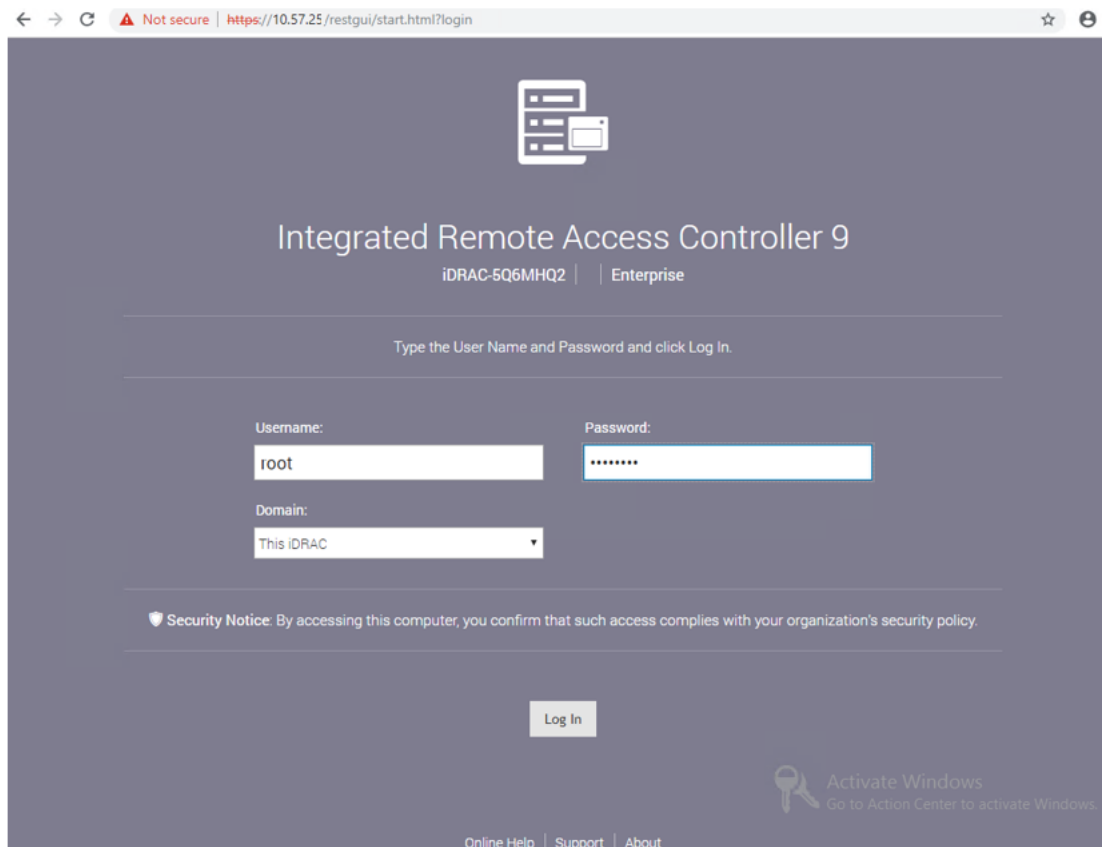 Not secure | https://10.57.25 /restgui/start.html?login
Integrated Remote Access Controller 9
iDRAC-5Q6MHQ2 | | Enterprise
Type the User Name and Password and click Log In.
Username: Password:
root ••••••••
Domain:
This iDRAC
Security Notice: By accessing this computer, you confirm that such access complies with your organization's security policy.
Log In
Activate Windows
Go to Action Center to activate Windows.
Online Help | Support | About